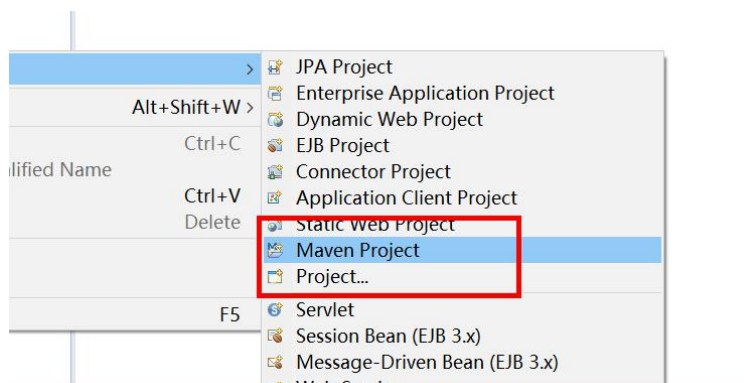 JPA Project
Enterprise Application Project
Alt+Shift+W
Dynamic Web Project
Ctrl+C
EJB Project
lified Name
Connector Project
Ctrl+V
Application Client Project
Delete
Static Web Project
Maven Project
Project...
F5
Servlet
Session Bean (EJB 3.x)
Message-Driven Bean (EJB 3.x)